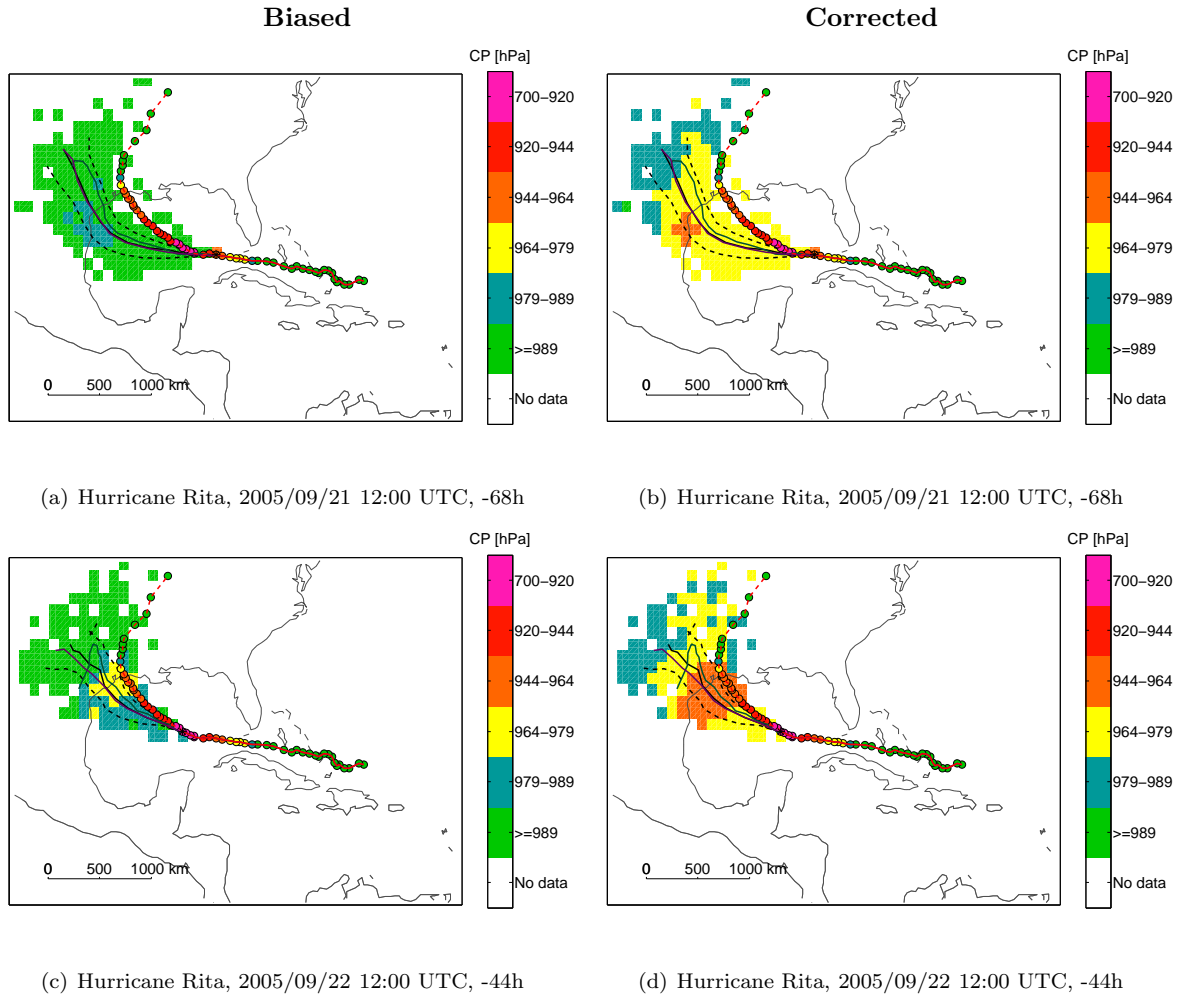 Biased
Corrected
CP [hPa]
700−920
920−944
944−964
964−979
979−989
>=989
No data
0 500 1000 km
CP [hPa]
700−920
920−944
944−964
964−979
979−989
>=989
No data
0 500 1000 km
(a) Hurricane Rita, 2005/09/21 12:00 UTC, -68h
(b) Hurricane Rita, 2005/09/21 12:00 UTC, -68h
CP [hPa]
700−920
920−944
944−964
964−979
979−989
>=989
No data
0 500 1000 km
CP [hPa]
700−920
920−944
944−964
964−979
979−989
>=989
No data
0 500 1000 km
(c) Hurricane Rita, 2005/09/22 12:00 UTC, -44h
(d) Hurricane Rita, 2005/09/22 12:00 UTC, -44h